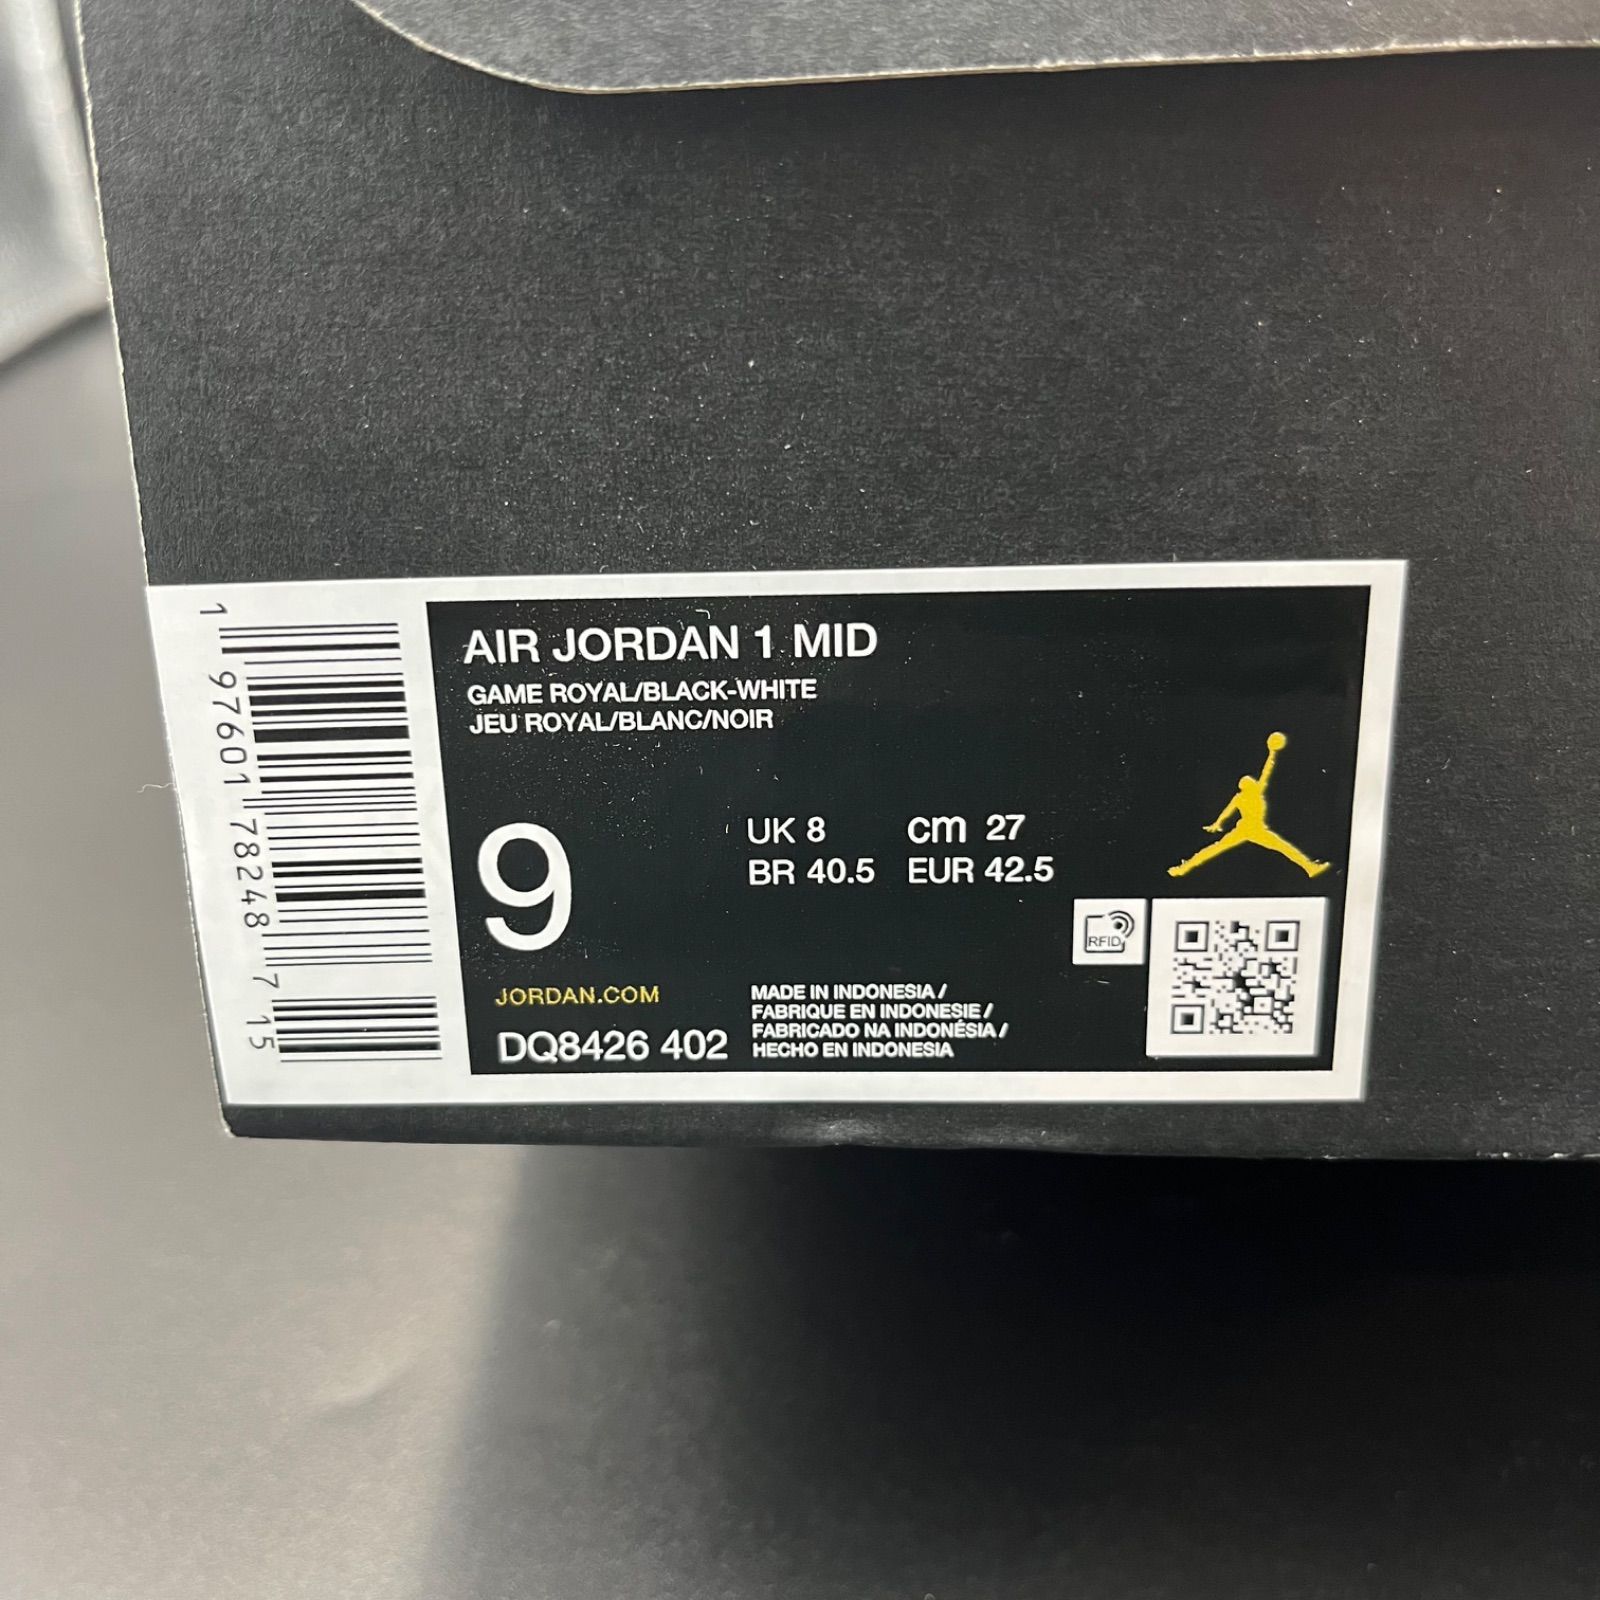 1 97601 78248 7 15
AIR JORDAN 1 MID
GAME ROYAL/BLACK-WHITE
JEU ROYAL/BLANC/NOIR
9
UK 8 cm 27
BR 40.5 EUR 42.5
RFID
JORDAN.COM
DQ8426 402
MADE IN INDONESIA /
FABRIQUE EN INDONESIE /
FABRICADO NA INDONÉSIA /
HECHO EN INDONESIA